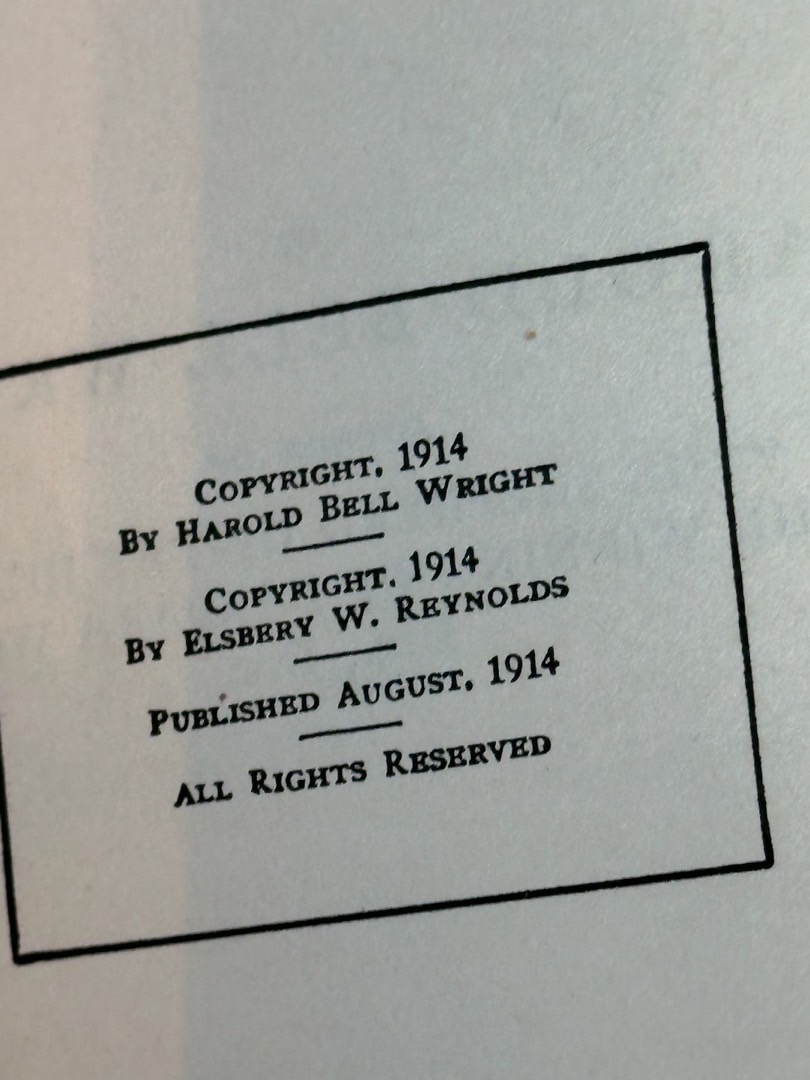 COPYRIGHT, 1914
BY HAROLD BELL WRIGHT
COPYRIGHT, 1914
BY ELSBERY W. REYNOLDS
PUBLISHED AUGUST, 1914
ALL RIGHTS RESERVED